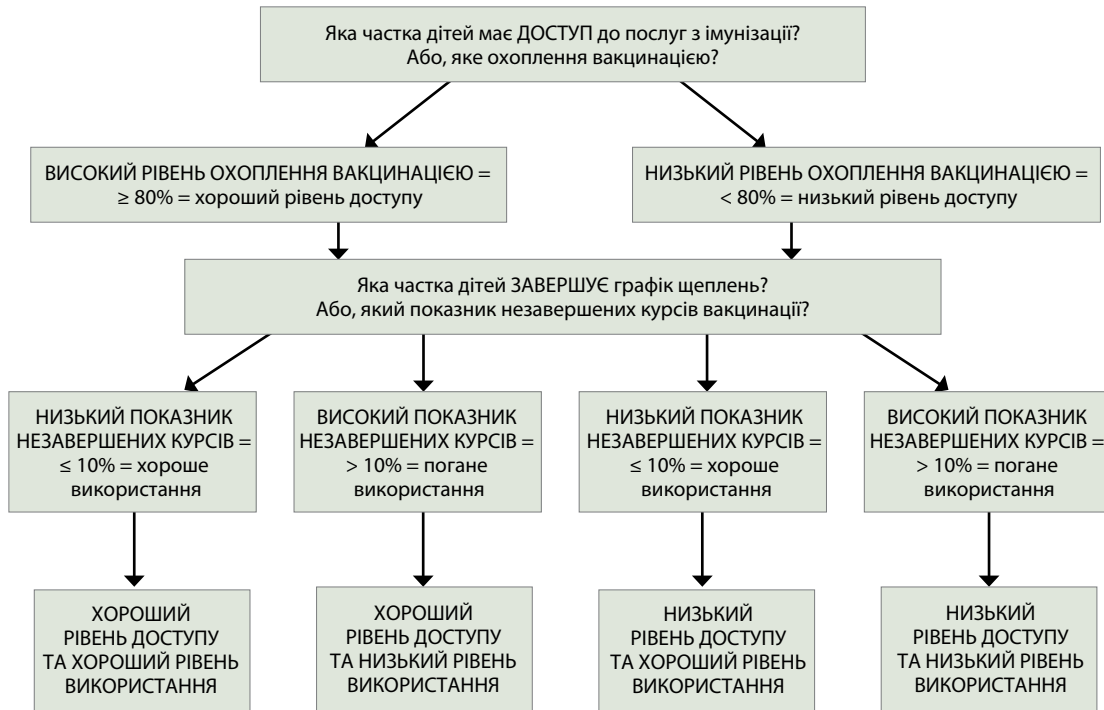 Яка частка дітей має ДОСТУП до послуг з імунізації?
Або, яке охоплення вакцинацією?
ВИСОКИЙ РІВЕНЬ ОХОПЛЕННЯ ВАКЦИНАЦІЄЮ =
≥ 80% = хороший рівень доступу
НИЗЬКИЙ РІВЕНЬ ОХОПЛЕННЯ ВАКЦИНАЦІЄЮ =
< 80% = низький рівень доступу
Яка частка дітей ЗАВЕРШУЄ графік щеплень?
Або, який показник незавершених курсів вакцинації?
НИЗЬКИЙ ПОКАЗНИК
НЕЗАВЕРШЕНИХ КУРСІВ =
≤ 10% = хороше
використання
ВИСОКИЙ ПОКАЗНИК
НЕЗАВЕРШЕНИХ КУРСІВ =
> 10% = погане
використання
НИЗЬКИЙ ПОКАЗНИК
НЕЗАВЕРШЕНИХ КУРСІВ =
≤ 10% = хороше
використання
ВИСОКИЙ ПОКАЗНИК
НЕЗАВЕРШЕНИХ КУРСІВ =
> 10% = погане
використання
ХОРОШИЙ
РІВЕНЬ ДОСТУПУ
ТА ХОРОШИЙ РІВЕНЬ
ВИКОРИСТАННЯ
ХОРОШИЙ
РІВЕНЬ ДОСТУПУ
ТА НИЗЬКИЙ РІВЕНЬ
ВИКОРИСТАННЯ
НИЗЬКИЙ
РІВЕНЬ ДОСТУПУ
ТА ХОРОШИЙ РІВЕНЬ
ВИКОРИСТАННЯ
НИЗЬКИЙ
РІВЕНЬ ДОСТУПУ
ТА НИЗЬКИЙ РІВЕНЬ
ВИКОРИСТАННЯ